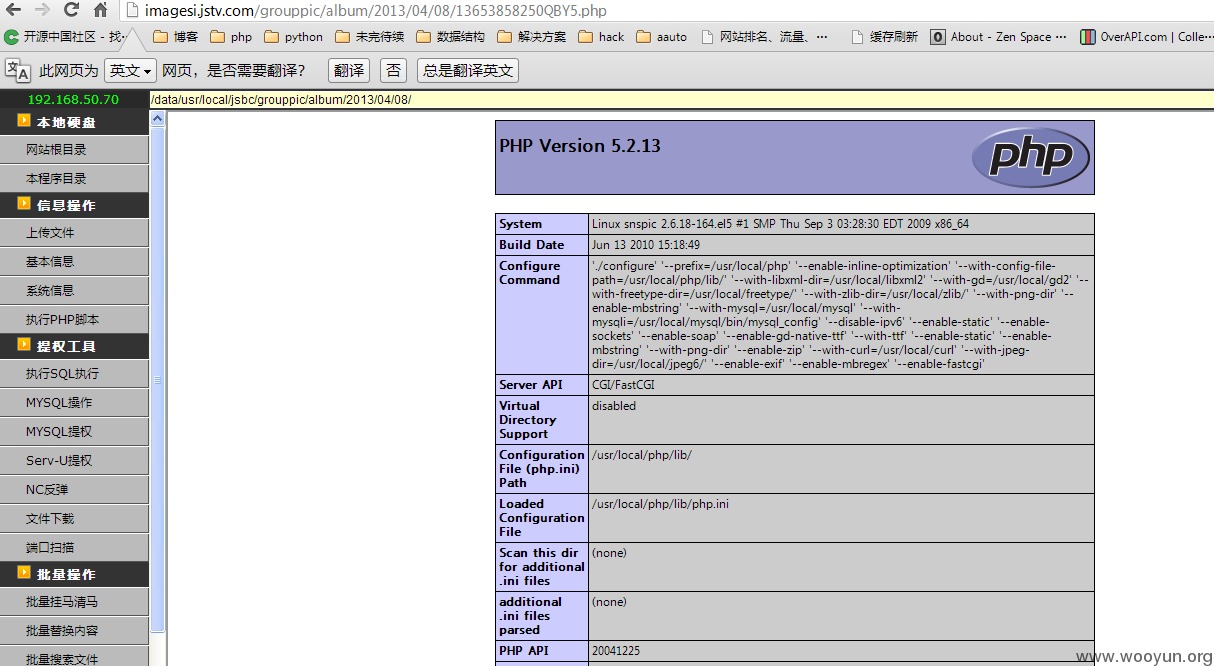 imagesi.jstv.com/grouppic/album/2013/04/08/13653858250QBY5.php
开源中国社区 - 找… 博客 php python 未完待续 数据结构 解决方案 hack aauto 网站排名、流量、… 缓存刷新 About - Zen Space … OverAPI.com | Colle…
此网页为 英文 网页，是否需要翻译？ 翻译 否 总是翻译英文
192.168.50.70 /data/usr/local/jsbc/grouppic/album/2013/04/08/
本地硬盘
网站根目录
本程序目录
信息操作
上传文件
基本信息
系统信息
执行PHP脚本
提权工具
执行SQL执行
MYSQL操作
MYSQL提权
Serv-U提权
NC反弹
文件下载
端口扫描
批量操作
批量挂马清马
批量替换内容
批量搜索文件
PHP Version 5.2.13
php
System Linux snspic 2.6.18-164.el5 #1 SMP Thu Sep 3 03:28:30 EDT 2009 x86_64
Build Date Jun 13 2010 15:18:49
Configure Command
'./configure' '--prefix=/usr/local/php' '--enable-inline-optimization' '--with-config-file-
path=/usr/local/php/lib/' '--with-libxml-dir=/usr/local/libxml2' '--with-gd=/usr/local/gd2' '--
with-freetype-dir=/usr/local/freetype/' '--with-zlib-dir=/usr/local/zlib/' '--with-png-dir' '--
enable-mbstring' '--with-mysql=/usr/local/mysql' '--with-
mysqli=/usr/local/mysql/bin/mysql_config' '--disable-ipv6' '--enable-static' '--enable-
sockets' '--enable-soap' '--enable-gd-native-ttf' '--with-ttf' '--enable-static' '--enable-
mbstring' '--with-png-dir' '--enable-zip' '--with-curl=/usr/local/curl' '--with-jpeg-
dir=/usr/local/jpeg6/' '--enable-exif' '--enable-mbregex' '--enable-fastcgi'
Server API CGI/FastCGI
Virtual Directory Support disabled
Configuration File (php.ini) Path /usr/local/php/lib/
Loaded Configuration File /usr/local/php/lib/php.ini
Scan this dir for additional .ini files (none)
additional .ini files parsed (none)
PHP API 20041225
www.wooyun.org